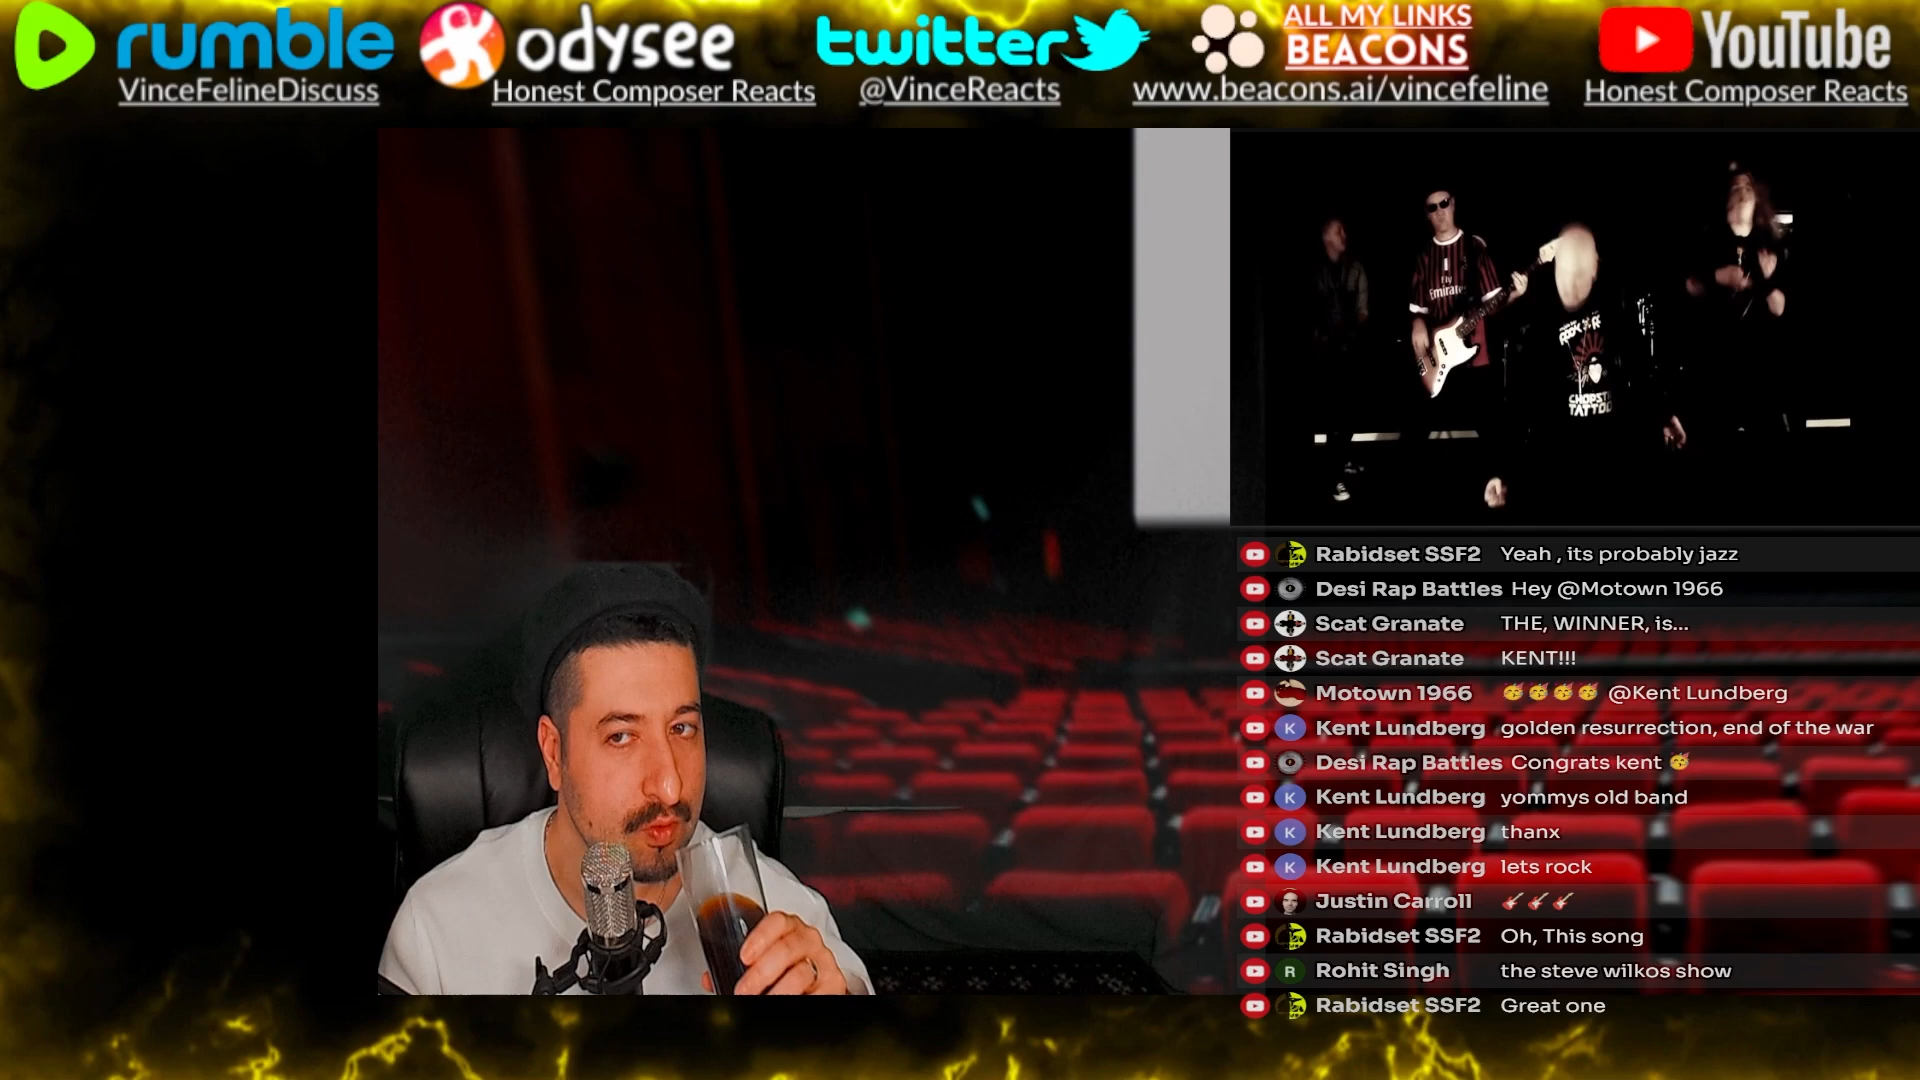 rumble
VinceFelineDiscuss
odysee
Honest Composer Reacts
twitter
@VinceReacts
ALL MY LINKS
BEACONS
www.beacons.ai/vincefeline
YouTube
Honest Composer Reacts
Fly
Emirates
CHOPST
TATTOO
Rabidset SSF2 Yeah , its probably jazz
Desi Rap Battles Hey @Motown 1966
Scat Granate THE, WINNER, is...
Scat Granate KENT!!!
Motown 1966 🥳🥳🥳🥳 @Kent Lundberg
K Kent Lundberg golden resurrection, end of the war
Desi Rap Battles Congrats kent 🥳
K Kent Lundberg yommys old band
K Kent Lundberg thanx
K Kent Lundberg lets rock
Justin Carroll 🎸🎸🎸
Rabidset SSF2 Oh, This song
R Rohit Singh the steve wilkos show
Rabidset SSF2 Great one